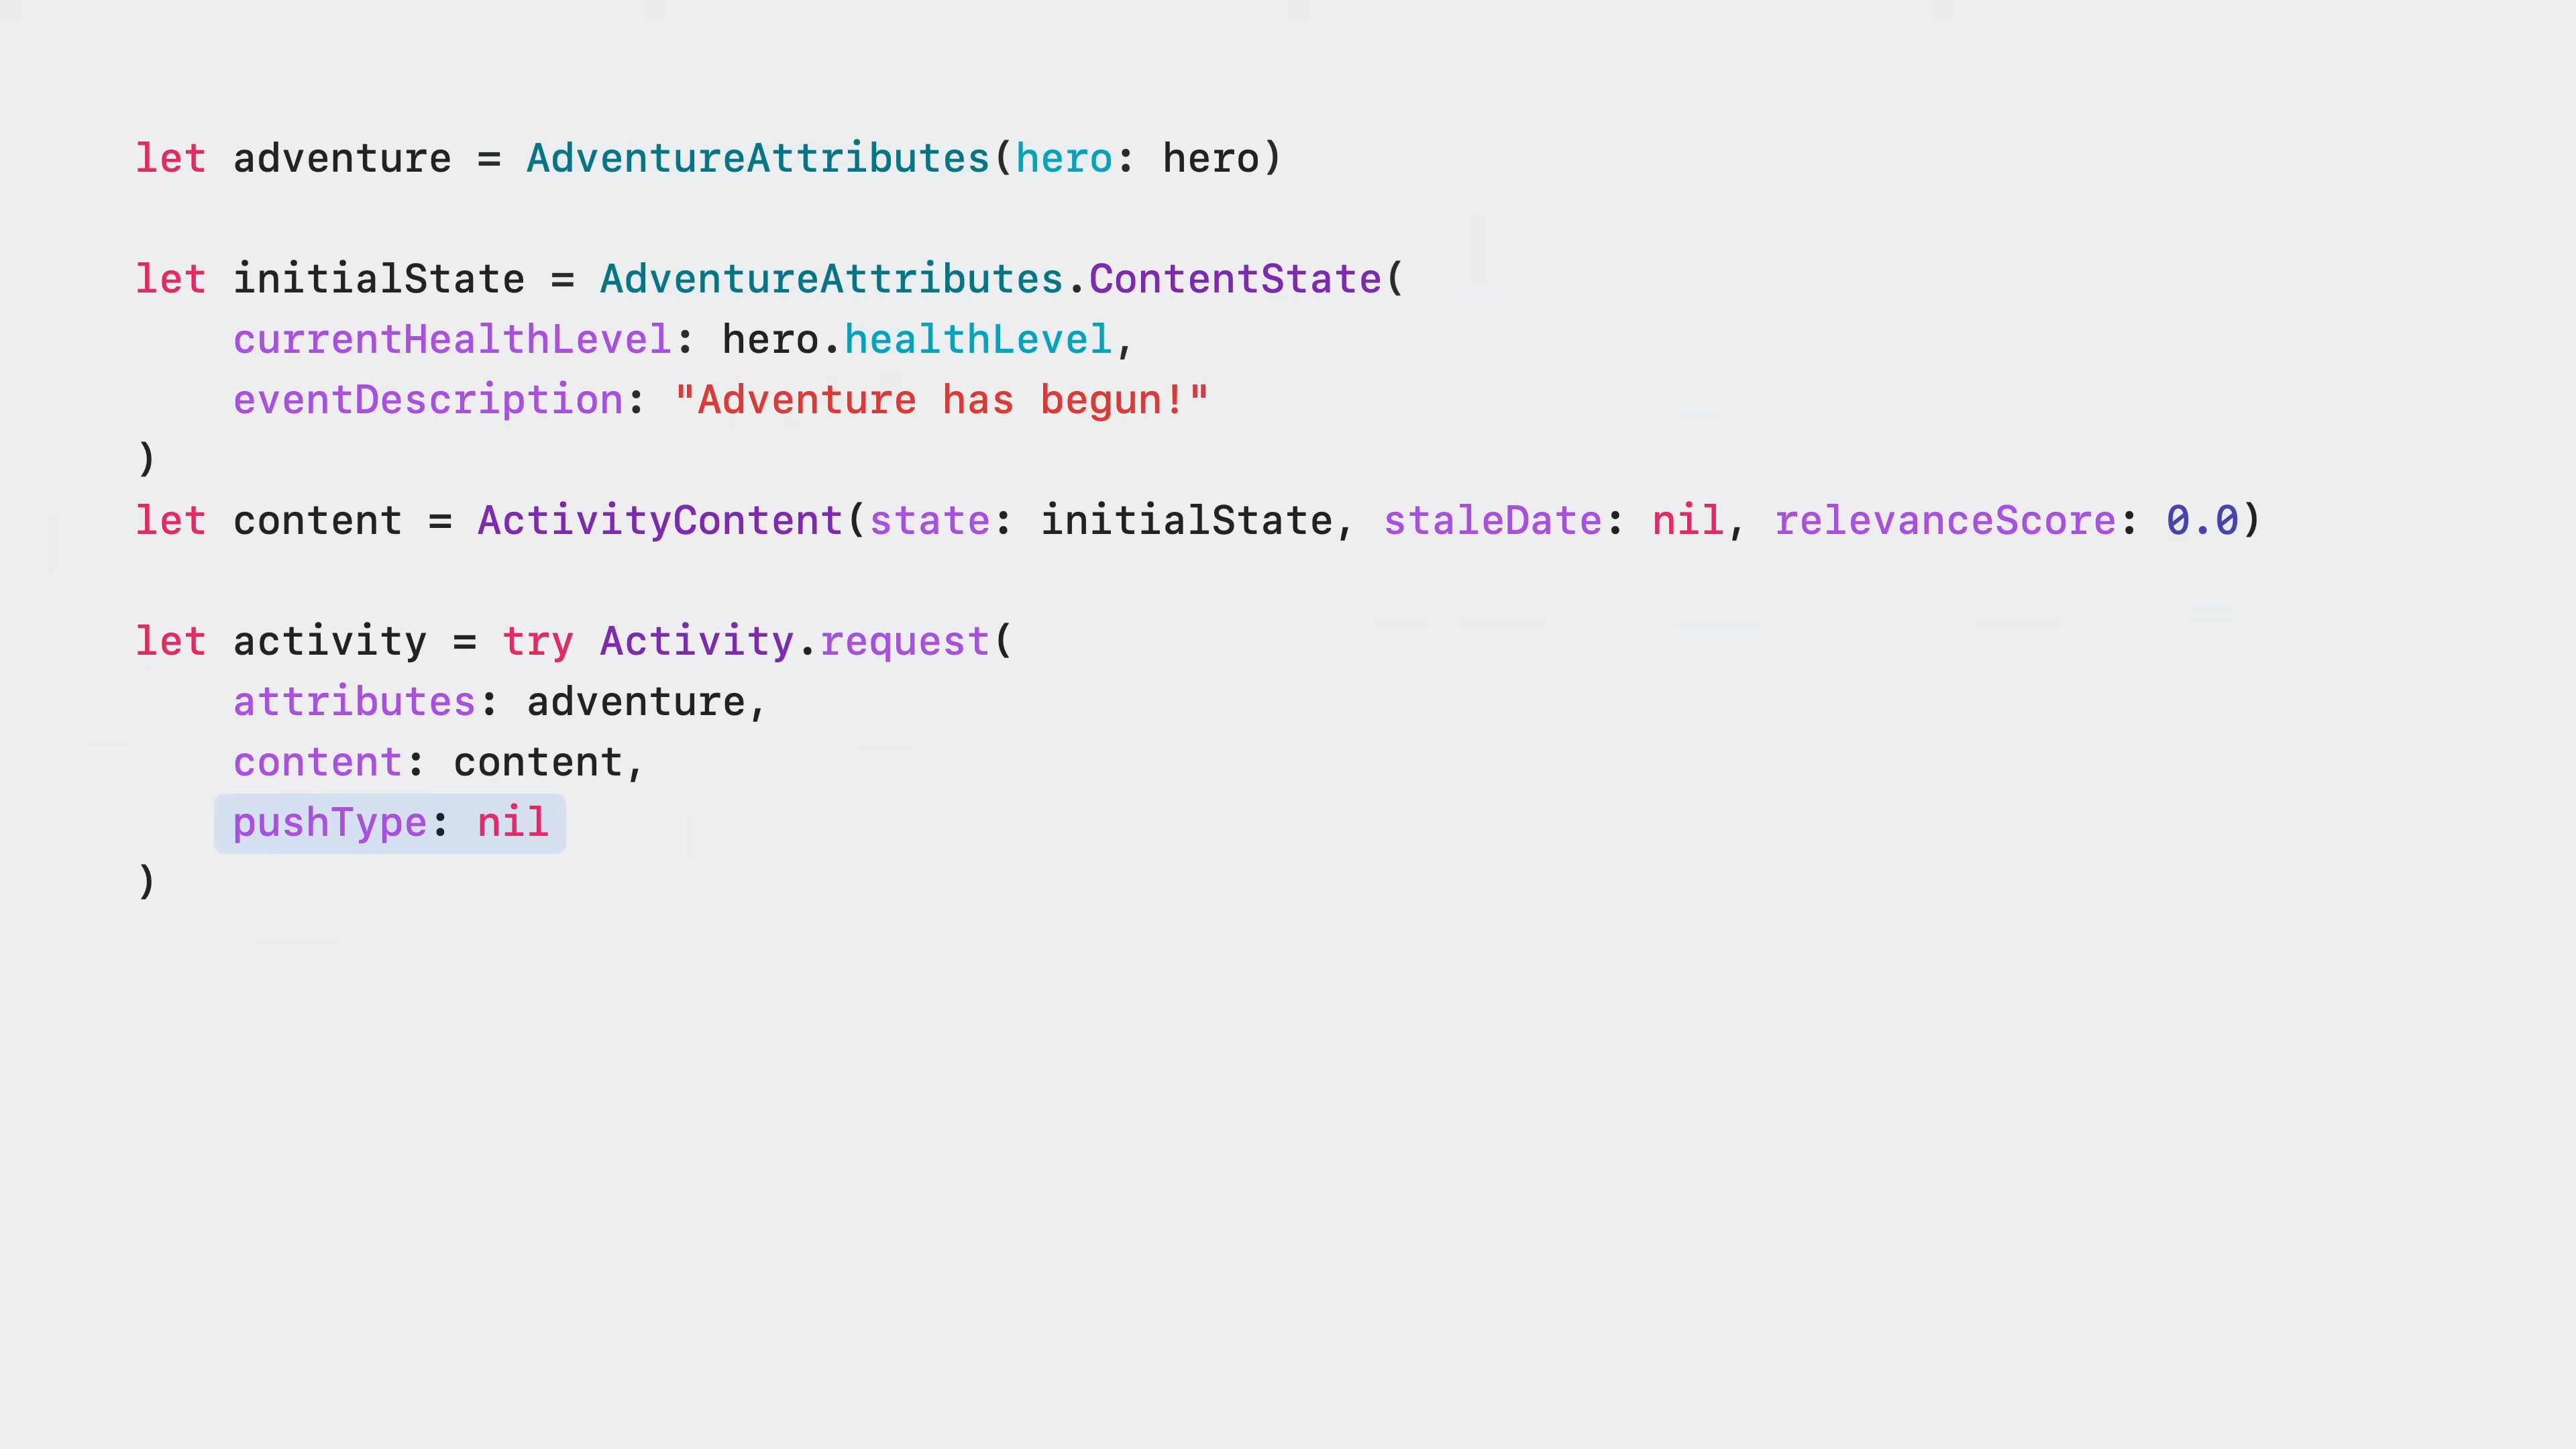 let adventure = AdventureAttributes(hero: hero)
let initialState = AdventureAttributes.ContentState(
    currentHealthLevel: hero.healthLevel,
    eventDescription: "Adventure has begun!"
)
let content = ActivityContent(state: initialState, staleDate: nil, relevanceScore: 0.0)
let activity = try Activity.request(
    attributes: adventure,
    content: content,
    pushType: nil
)